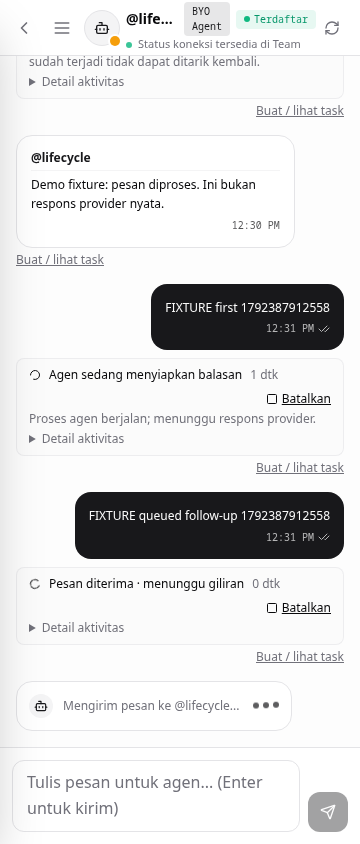 @life...
BYO
Agent
Terdaftar
Status koneksi tersedia di Team
sudah terjadi tidak dapat ditarik kembali.
Detail aktivitas
Buat / lihat task
@lifecycle
Demo fixture: pesan diproses. Ini bukan
respons provider nyata.
12:30 PM
Buat / lihat task
FIXTURE first 1792387912558
12:31 PM
Agen sedang menyiapkan balasan 1 dtk
Batalkan
Proses agen berjalan; menunggu respons provider.
Detail aktivitas
Buat / lihat task
FIXTURE queued follow-up 1792387912558
12:31 PM
Pesan diterima · menunggu giliran 0 dtk
Batalkan
Detail aktivitas
Buat / lihat task
Mengirim pesan ke @lifecycle...
Tulis pesan untuk agen... (Enter
untuk kirim)